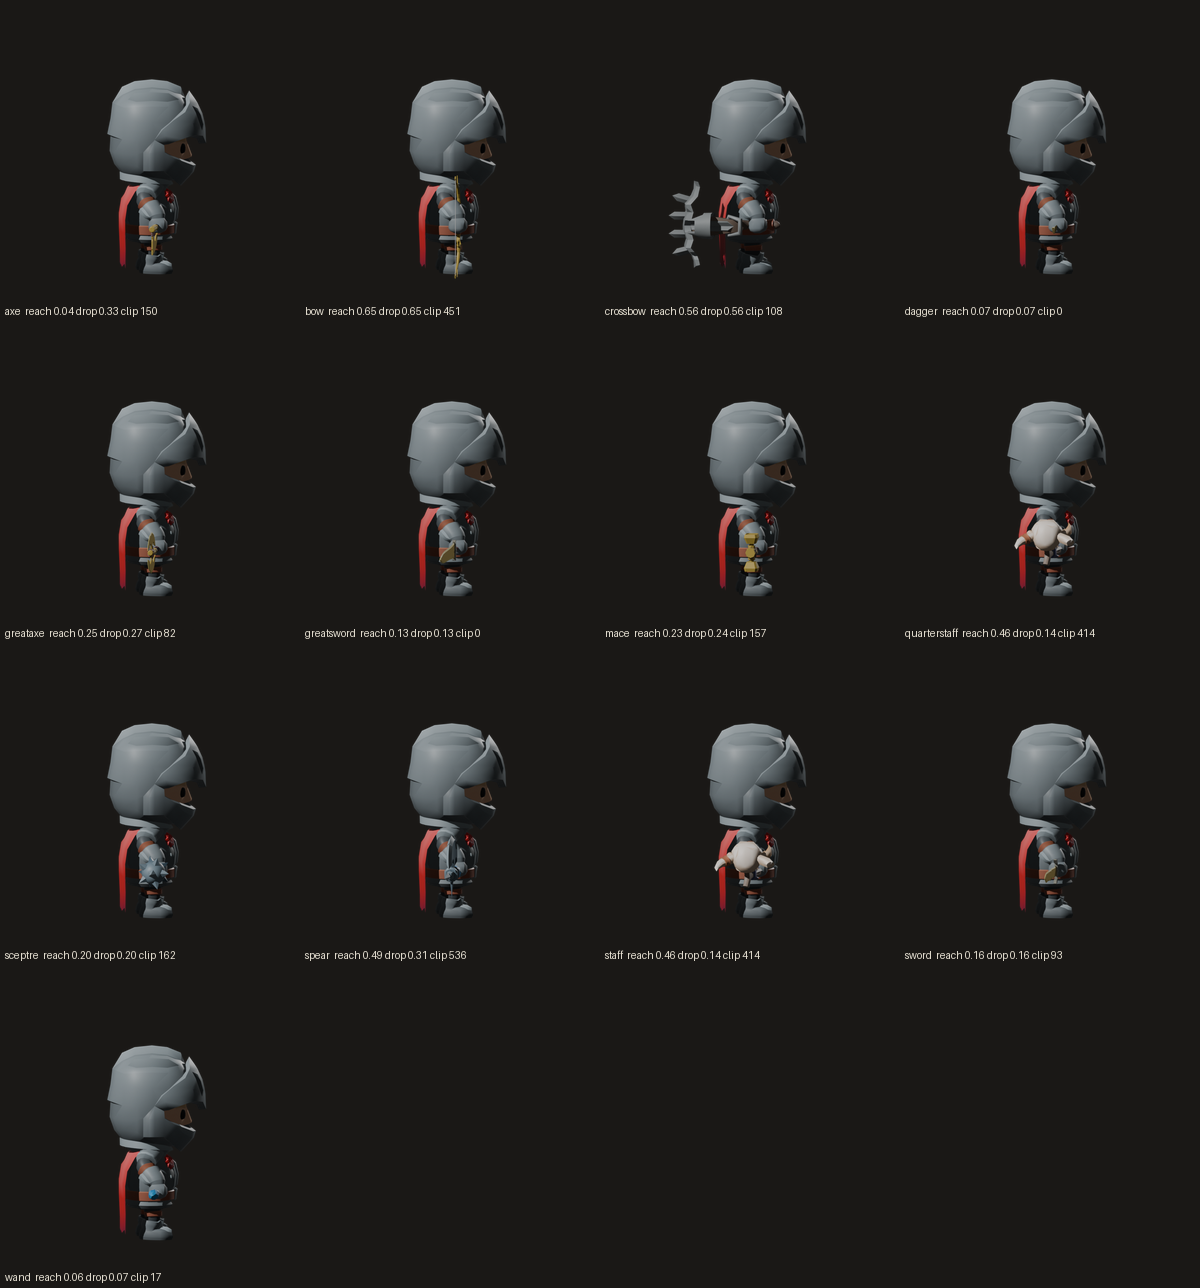 axe reach 0.04 drop 0.33 clip 150
bow reach 0.65 drop 0.65 clip 451
crossbow reach 0.56 drop 0.56 clip 108
dagger reach 0.07 drop 0.07 clip 0
greataxe reach 0.25 drop 0.27 clip 82
greatsword reach 0.13 drop 0.13 clip 0
mace reach 0.23 drop 0.24 clip 157
quarterstaff reach 0.46 drop 0.14 clip 414
sceptre reach 0.20 drop 0.20 clip 162
spear reach 0.49 drop 0.31 clip 536
staff reach 0.46 drop 0.14 clip 414
sword reach 0.16 drop 0.16 clip 93
wand reach 0.06 drop 0.07 clip 17